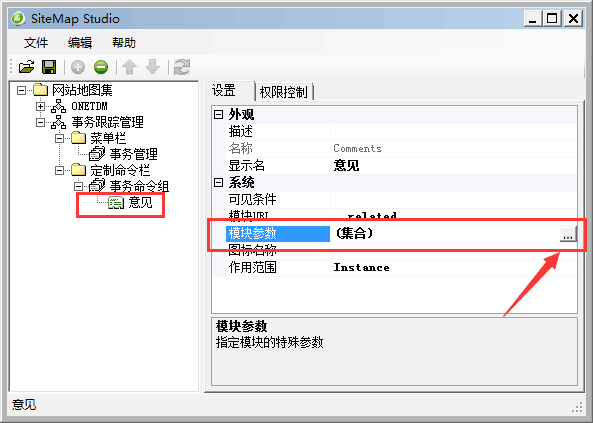 SiteMap Studio
文件 编辑 帮助
网站地图集
ONETDM
事务跟踪管理
菜单栏
事务管理
定制命令栏
事务命令组
意见
设置 权限控制
外观
描述
名称 Comments
显示名 意见
系统
可见条件
模块URL related
模块参数 (集合) ...
图标名称
作用范围 Instance
模块参数
指定模块的特殊参数
意见